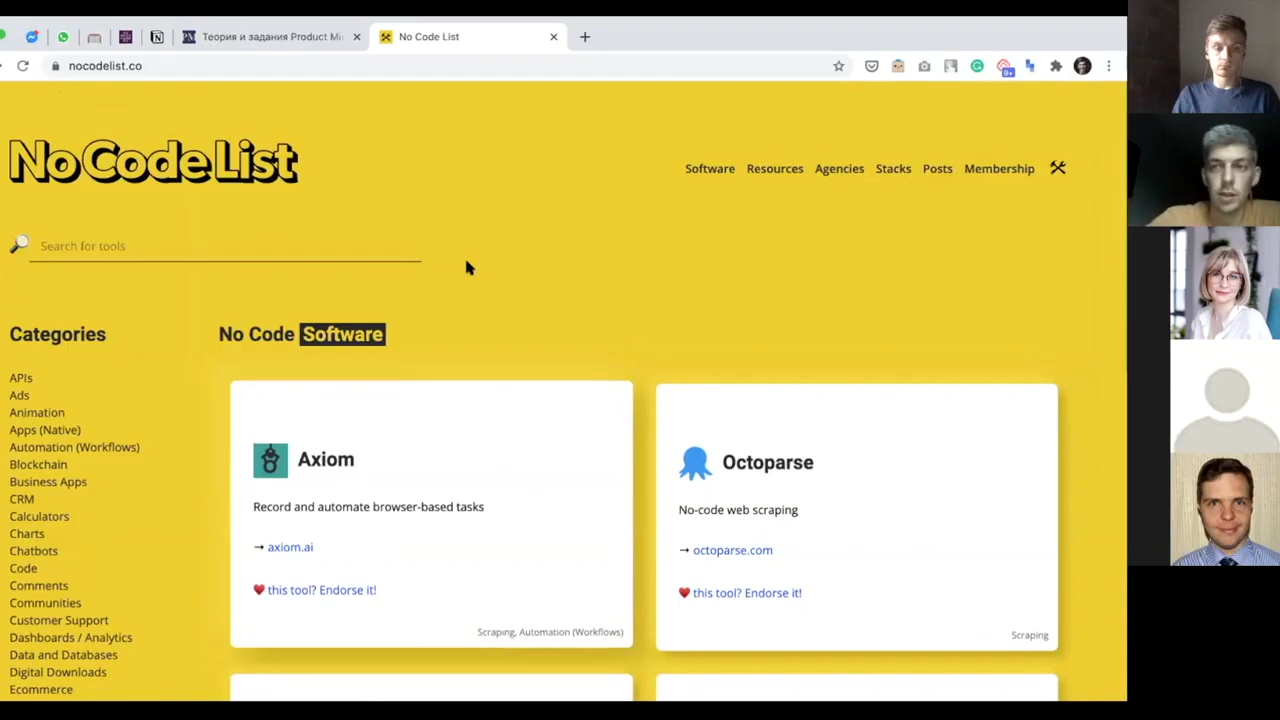 Теория и задания Product Mi
No Code List
nocodelist.co
9+
No Code List
Software Resources Agencies Stacks Posts Membership
Search for tools
Categories
APIs
Ads
Animation
Apps (Native)
Automation (Workflows)
Blockchain
Business Apps
CRM
Calculators
Charts
Chatbots
Code
Comments
Communities
Customer Support
Dashboards / Analytics
Data and Databases
Digital Downloads
Ecommerce
No Code Software
Axiom
Record and automate browser-based tasks
→ axiom.ai
this tool? Endorse it!
Scraping, Automation (Workflows)
Octoparse
No-code web scraping
→ octoparse.com
this tool? Endorse it!
Scraping